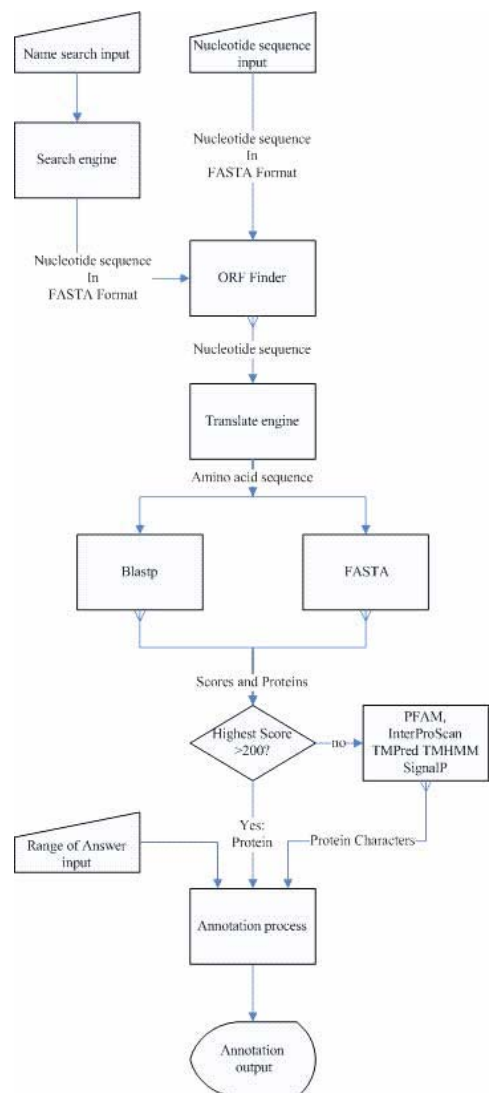 Name search input
Nucleotide sequence
input
Search engine
Nucleotide sequence
In
FASTA Format
Nucleotide sequence
In
FASTA Format
ORF Finder
Nucleotide sequence
Translate engine
Amino acid sequence
Blastp
FASTA
Scores and Proteins
Highest Score
>200?
no
PFAM,
InterProScan
TMPred TMHMM
SignalP
Yes:
Protein
Protein Characters
Range of Answer
input
Annotation process
Annotation
output